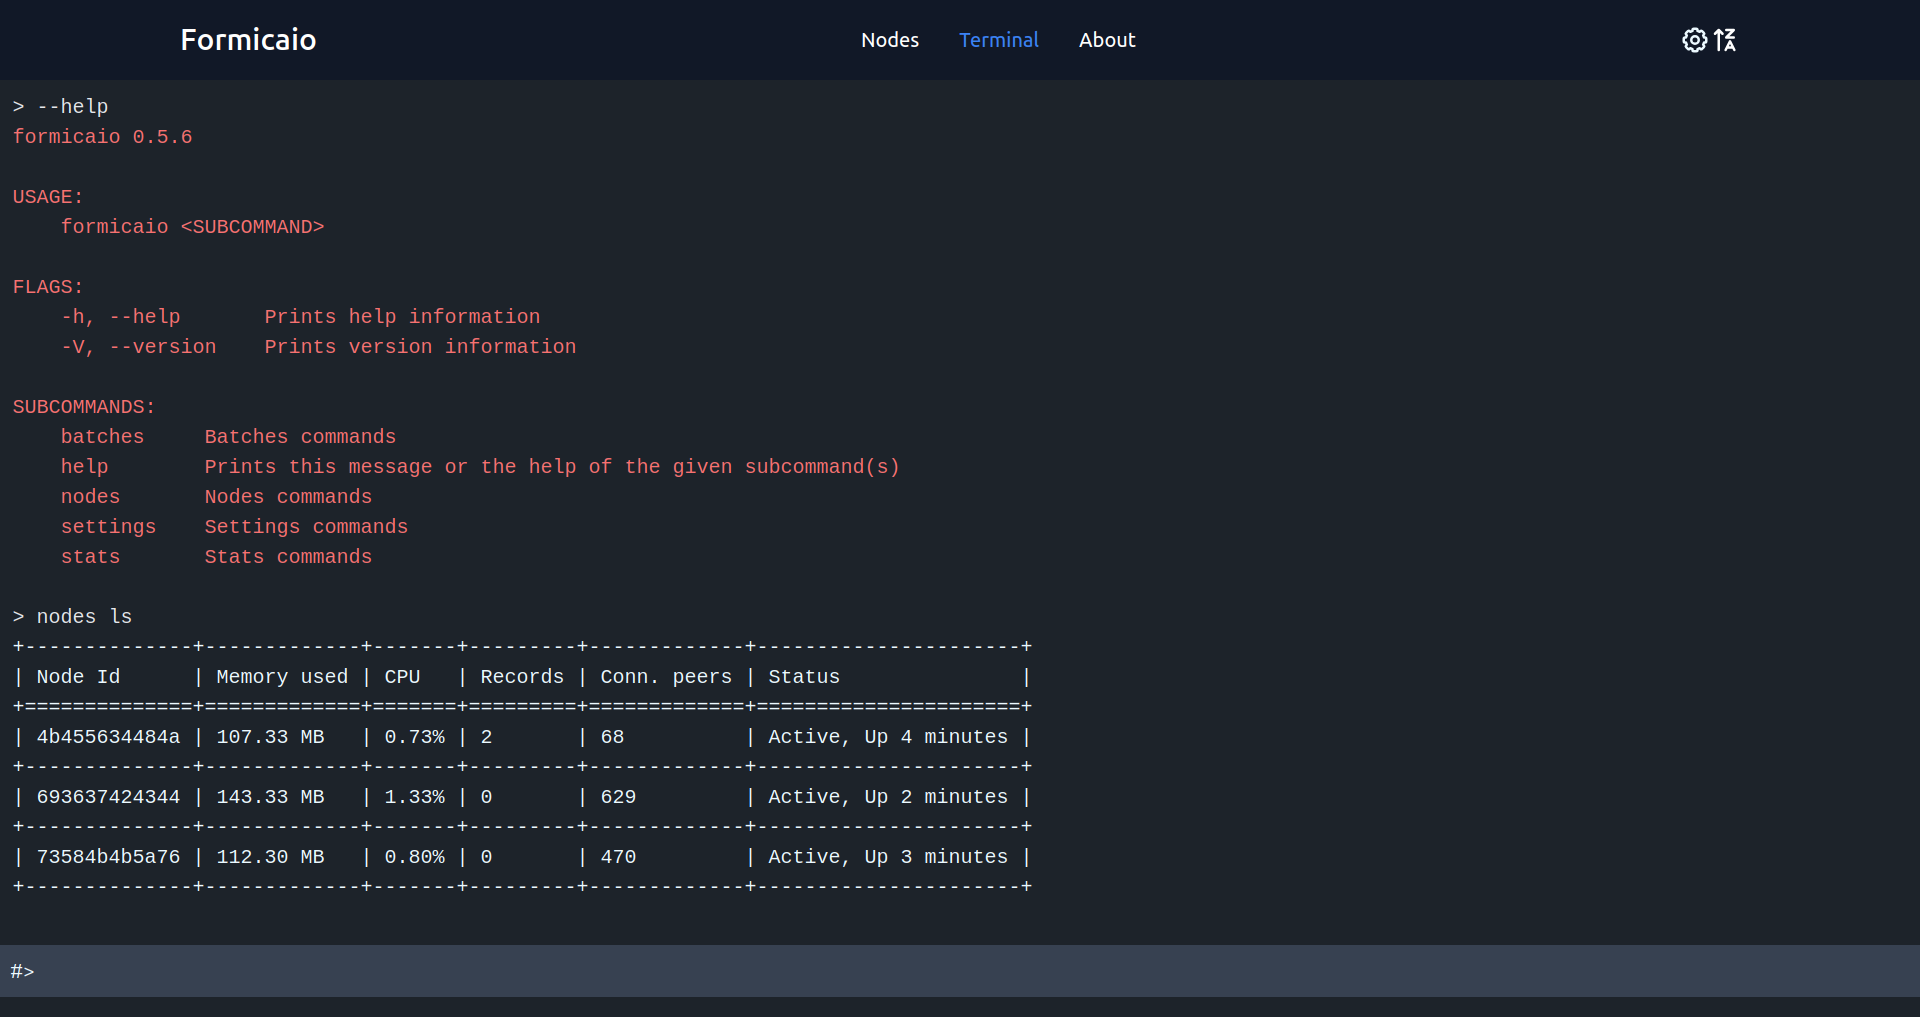 Formicaio Nodes Terminal About
> --help
formicaio 0.5.6
USAGE:
    formicaio <SUBCOMMAND>
FLAGS:
    -h, --help       Prints help information
    -V, --version    Prints version information
SUBCOMMANDS:
    batches     Batches commands
    help        Prints this message or the help of the given subcommand(s)
    nodes       Nodes commands
    settings    Settings commands
    stats       Stats commands
> nodes ls
+--------------+-------------+-------+---------+-------------+----------------------+
| Node Id      | Memory used | CPU   | Records | Conn. peers | Status               |
+==============+=============+=======+=========+=============+======================+
| 4b455634484a | 107.33 MB   | 0.73% | 2       | 68          | Active, Up 4 minutes |
+--------------+-------------+-------+---------+-------------+----------------------+
| 693637424344 | 143.33 MB   | 1.33% | 0       | 629         | Active, Up 2 minutes |
+--------------+-------------+-------+---------+-------------+----------------------+
| 73584b4b5a76 | 112.30 MB   | 0.80% | 0       | 470         | Active, Up 3 minutes |
+--------------+-------------+-------+---------+-------------+----------------------+
#>